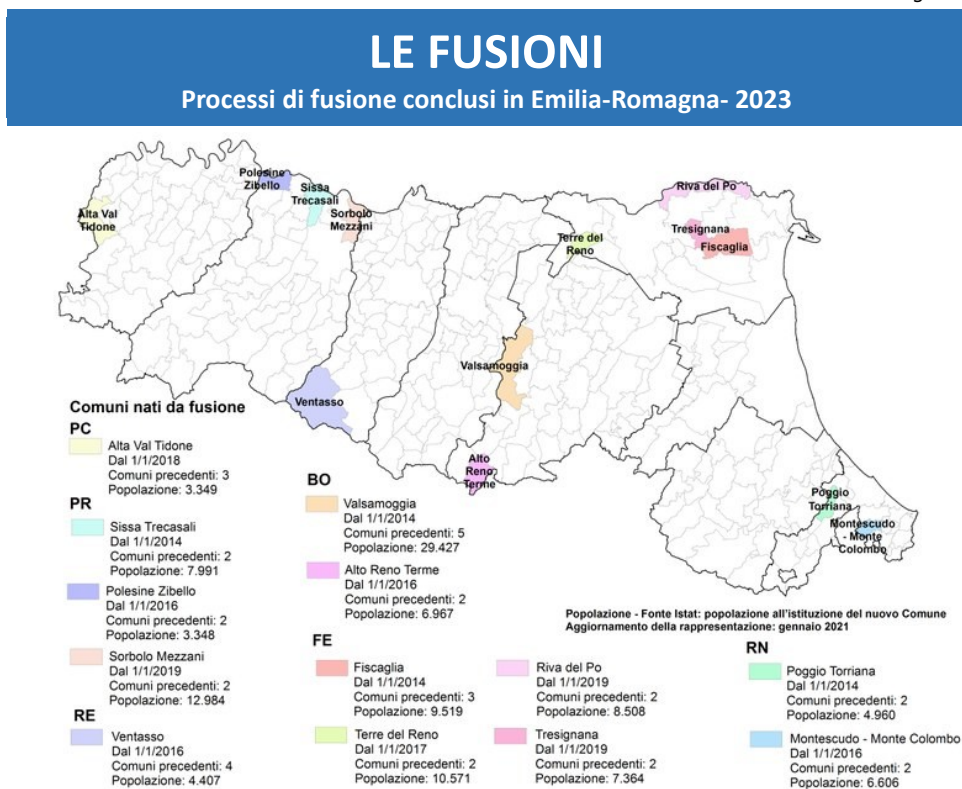 LE FUSIONI
Processi di fusione conclusi in Emilia-Romagna- 2023
Polesine
Zibello
Sissa
Trecasali
Sorbolo
Mezzani
Alta Val
Tidone
Riva del Po
Tresignana
Fiscaglia
Terre del
Reno
Valsamoggia
Ventasso
Alto
Reno
Terme
Poggio
Torriana
Montescudo
- Monte
Colombo
Comuni nati da fusione
PC
Alta Val Tidone
Dal 1/1/2018
Comuni precedenti: 3
Popolazione: 3.349
PR
Sissa Trecasali
Dal 1/1/2014
Comuni precedenti: 2
Popolazione: 7.991
Polesine Zibello
Dal 1/1/2016
Comuni precedenti: 2
Popolazione: 3.348
Sorbolo Mezzani
Dal 1/1/2019
Comuni precedenti: 2
Popolazione: 12.984
RE
Ventasso
Dal 1/1/2016
Comuni precedenti: 4
Popolazione: 4.407
BO
Valsamoggia
Dal 1/1/2014
Comuni precedenti: 5
Popolazione: 29.427
Alto Reno Terme
Dal 1/1/2016
Comuni precedenti: 2
Popolazione: 6.967
Popolazione - Fonte Istat: popolazione all'istituzione del nuovo Comune
Aggiornamento della rappresentazione: gennaio 2021
FE
Fiscaglia
Dal 1/1/2014
Comuni precedenti: 3
Popolazione: 9.519
Terre del Reno
Dal 1/1/2017
Comuni precedenti: 2
Popolazione: 10.571
Riva del Po
Dal 1/1/2019
Comuni precedenti: 2
Popolazione: 8.508
Tresignana
Dal 1/1/2019
Comuni precedenti: 2
Popolazione: 7.364
RN
Poggio Torriana
Dal 1/1/2014
Comuni precedenti: 2
Popolazione: 4.960
Montescudo - Monte Colombo
Dal 1/1/2016
Comuni precedenti: 2
Popolazione: 6.606